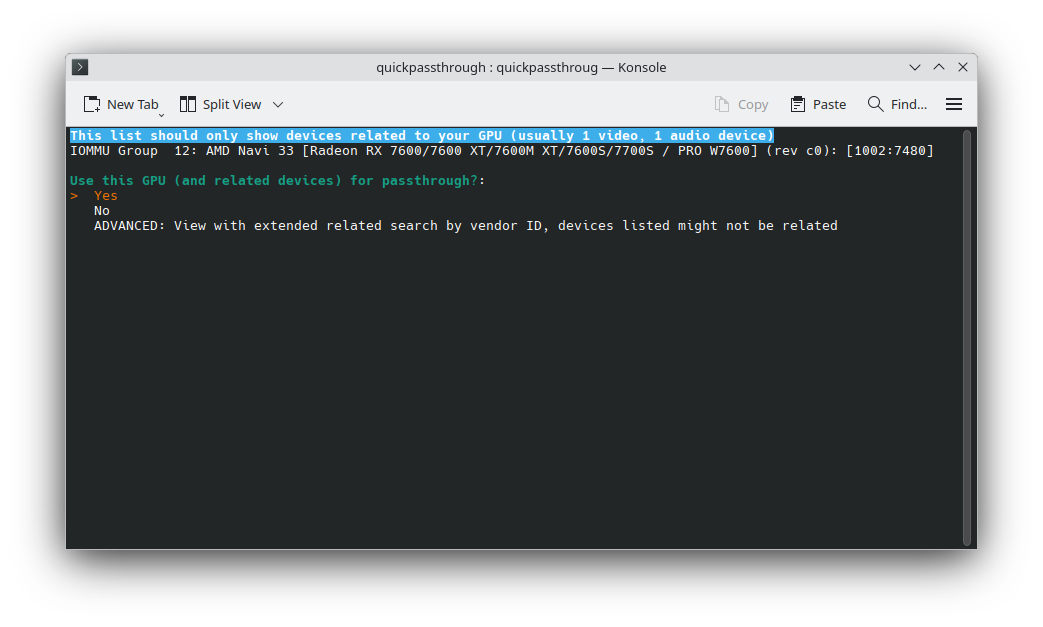 quickpassthrough : quickpassthroug — Konsole
New Tab Split View Copy Paste Find...
This list should only show devices related to your GPU (usually 1 video, 1 audio device)
IOMMU Group  12: AMD Navi 33 [Radeon RX 7600/7600 XT/7600M XT/7600S/7700S / PRO W7600] (rev c0): [1002:7480]
Use this GPU (and related devices) for passthrough?:
>  Yes
No
ADVANCED: View with extended related search by vendor ID, devices listed might not be related